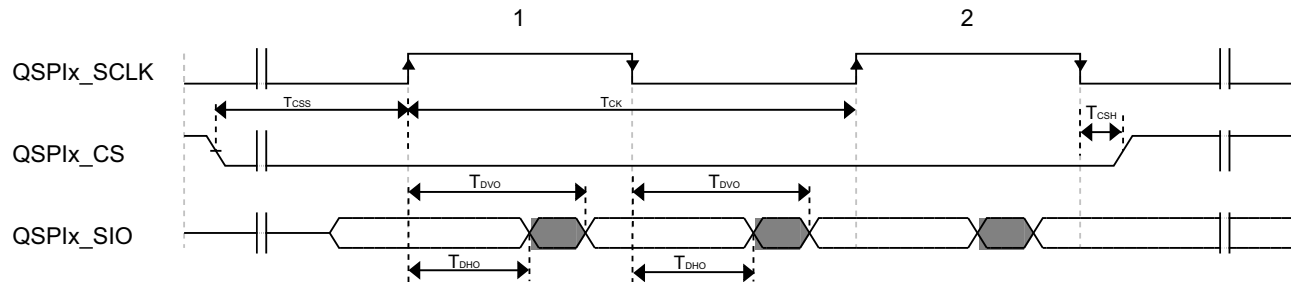 1 2
QSPIx_SCLK
TCSS TCK TCSH
QSPIx_CS
TDVO TDVO
QSPIx_SIO
TDHO TDHO